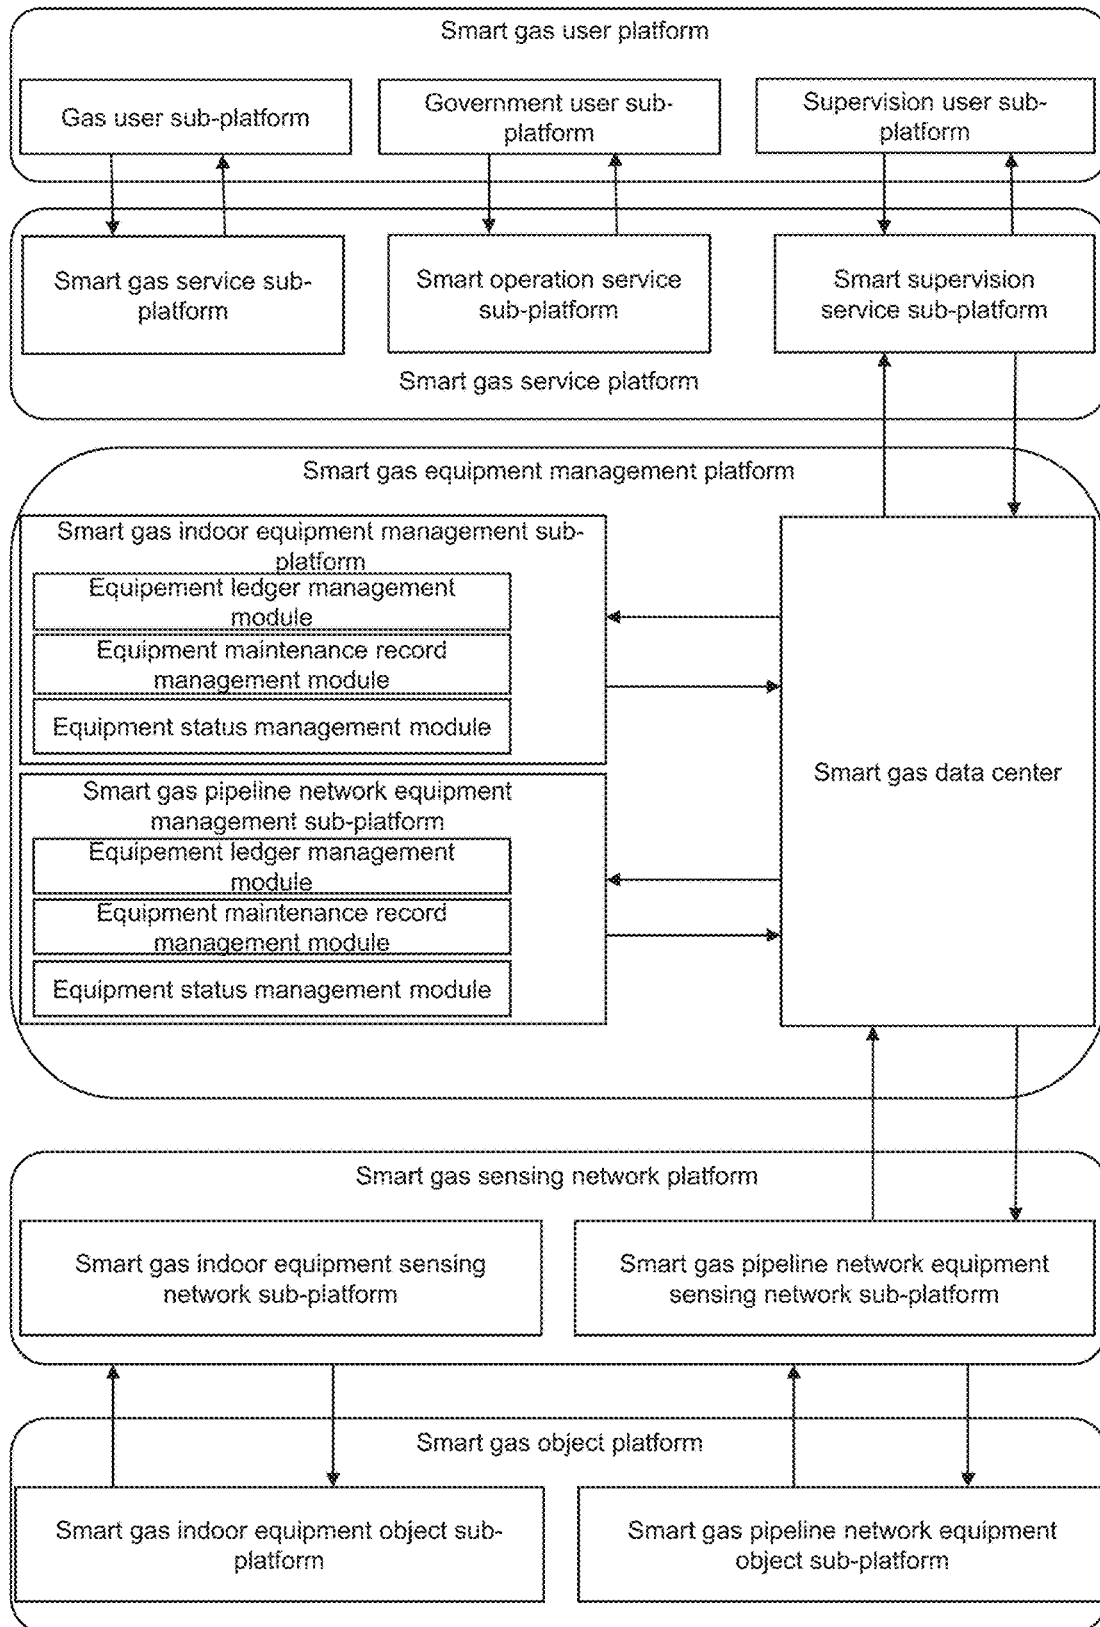 Smart gas user platform
Gas user sub-platform
Government user sub-
platform
Supervision user sub-
platform
Smart gas service sub-
platform
Smart operation service
sub-platform
Smart supervision
service sub-platform
Smart gas service platform
Smart gas equipment management platform
Smart gas indoor equipment management sub-
platform
Equipement ledger management
module
Equipment maintenance record
management module
Equipment status management module
Smart gas pipeline network equipment
management sub-platform
Equipement ledger management
module
Equipment maintenance record
management module
Equipment status management module
Smart gas data center
Smart gas sensing network platform
Smart gas indoor equipment sensing
network sub-platform
Smart gas pipeline network equipment
sensing network sub-platform
Smart gas object platform
Smart gas indoor equipment object sub-
platform
Smart gas pipeline network equipment
object sub-platform